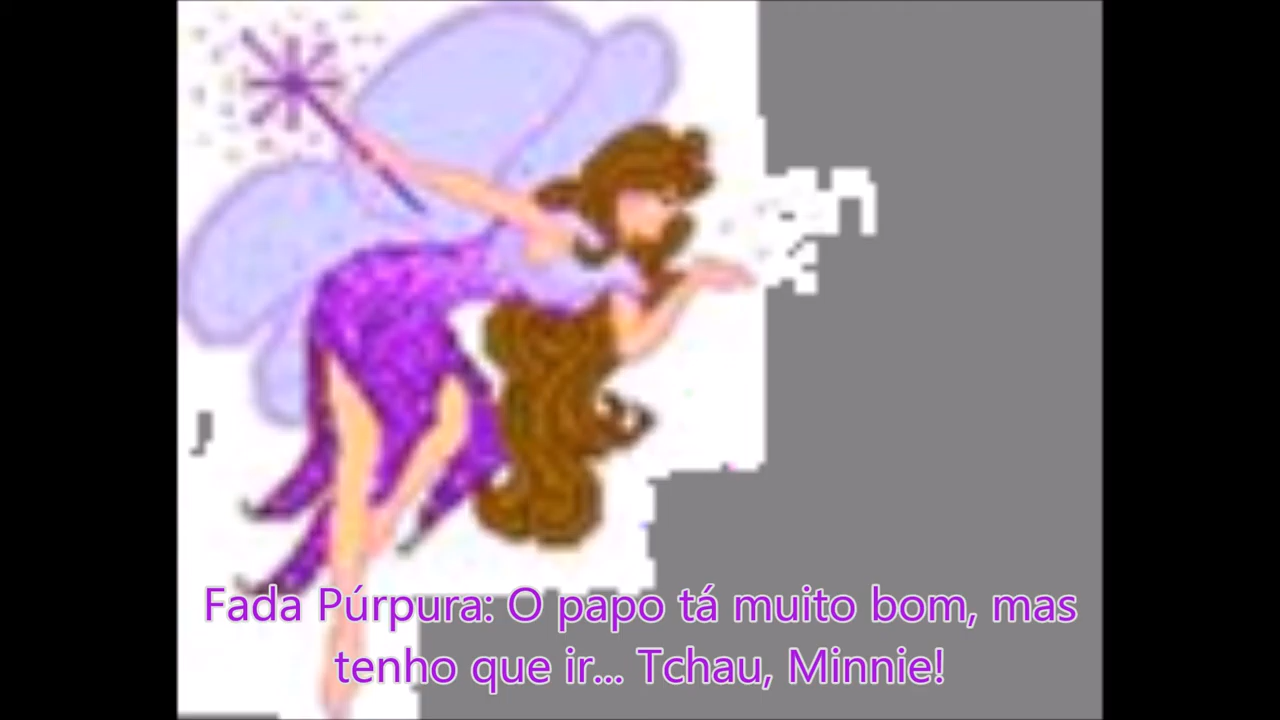 Fada Púrpura: O papo tá muito bom, mas
tenho que ir... Tchau, Minnie!